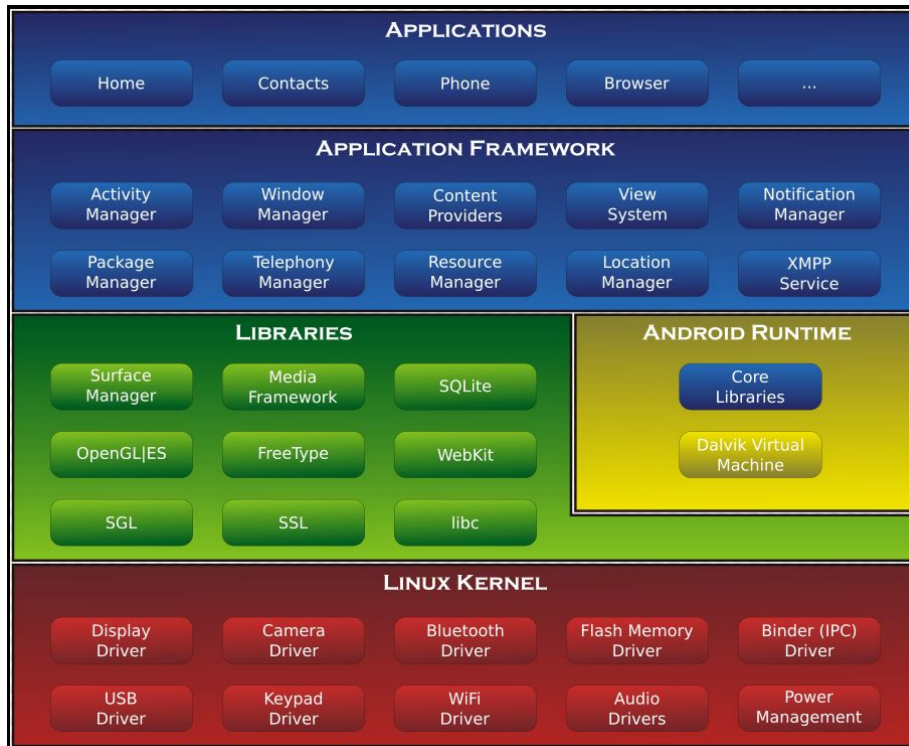 APPLICATIONS
Home
Contacts
Phone
Browser
...
APPLICATION FRAMEWORK
Activity
Manager
Window
Manager
Content
Providers
View
System
Notification
Manager
Package
Manager
Telephony
Manager
Resource
Manager
Location
Manager
XMPP
Service
LIBRARIES
Surface
Manager
Media
Framework
SQLite
OpenGL|ES
FreeType
WebKit
SGL
SSL
libc
ANDROID RUNTIME
Core
Libraries
Dalvik Virtual
Machine
LINUX KERNEL
Display
Driver
Camera
Driver
Bluetooth
Driver
Flash Memory
Driver
Binder (IPC)
Driver
USB
Driver
Keypad
Driver
WiFi
Driver
Audio
Drivers
Power
Management